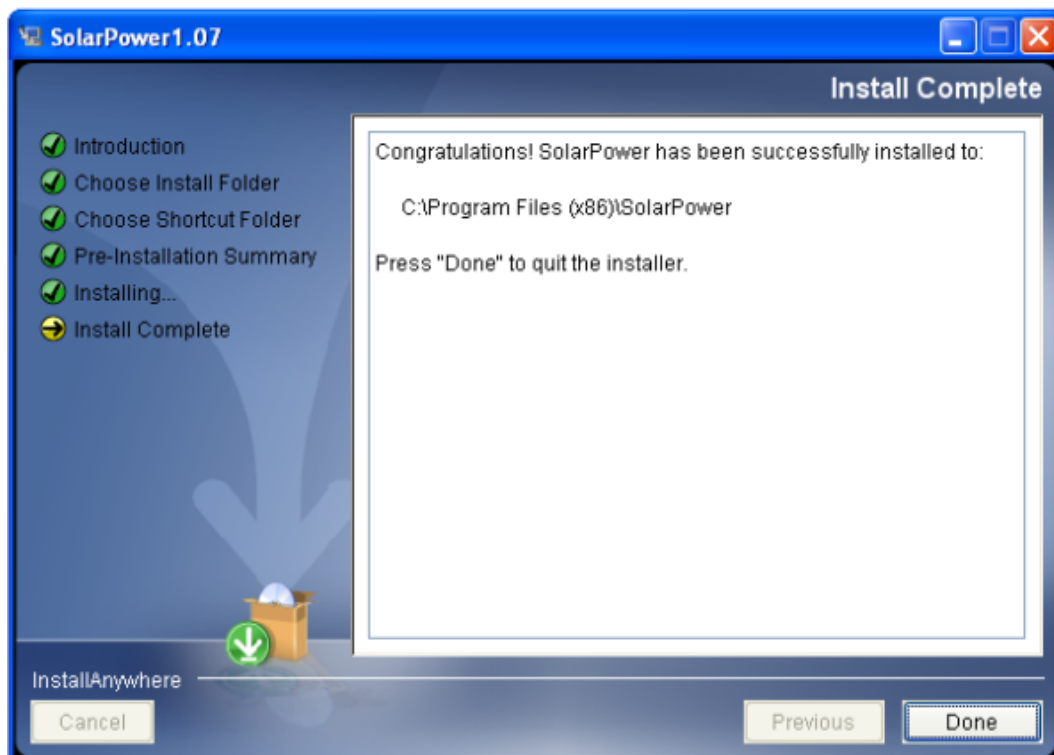 SolarPower1.07
Install Complete
Introduction
Choose Install Folder
Choose Shortcut Folder
Pre-Installation Summary
Installing...
Install Complete
Congratulations! SolarPower has been successfully installed to:
C:\Program Files (x86)\SolarPower
Press "Done" to quit the installer.
InstallAnywhere
Cancel
Previous
Done